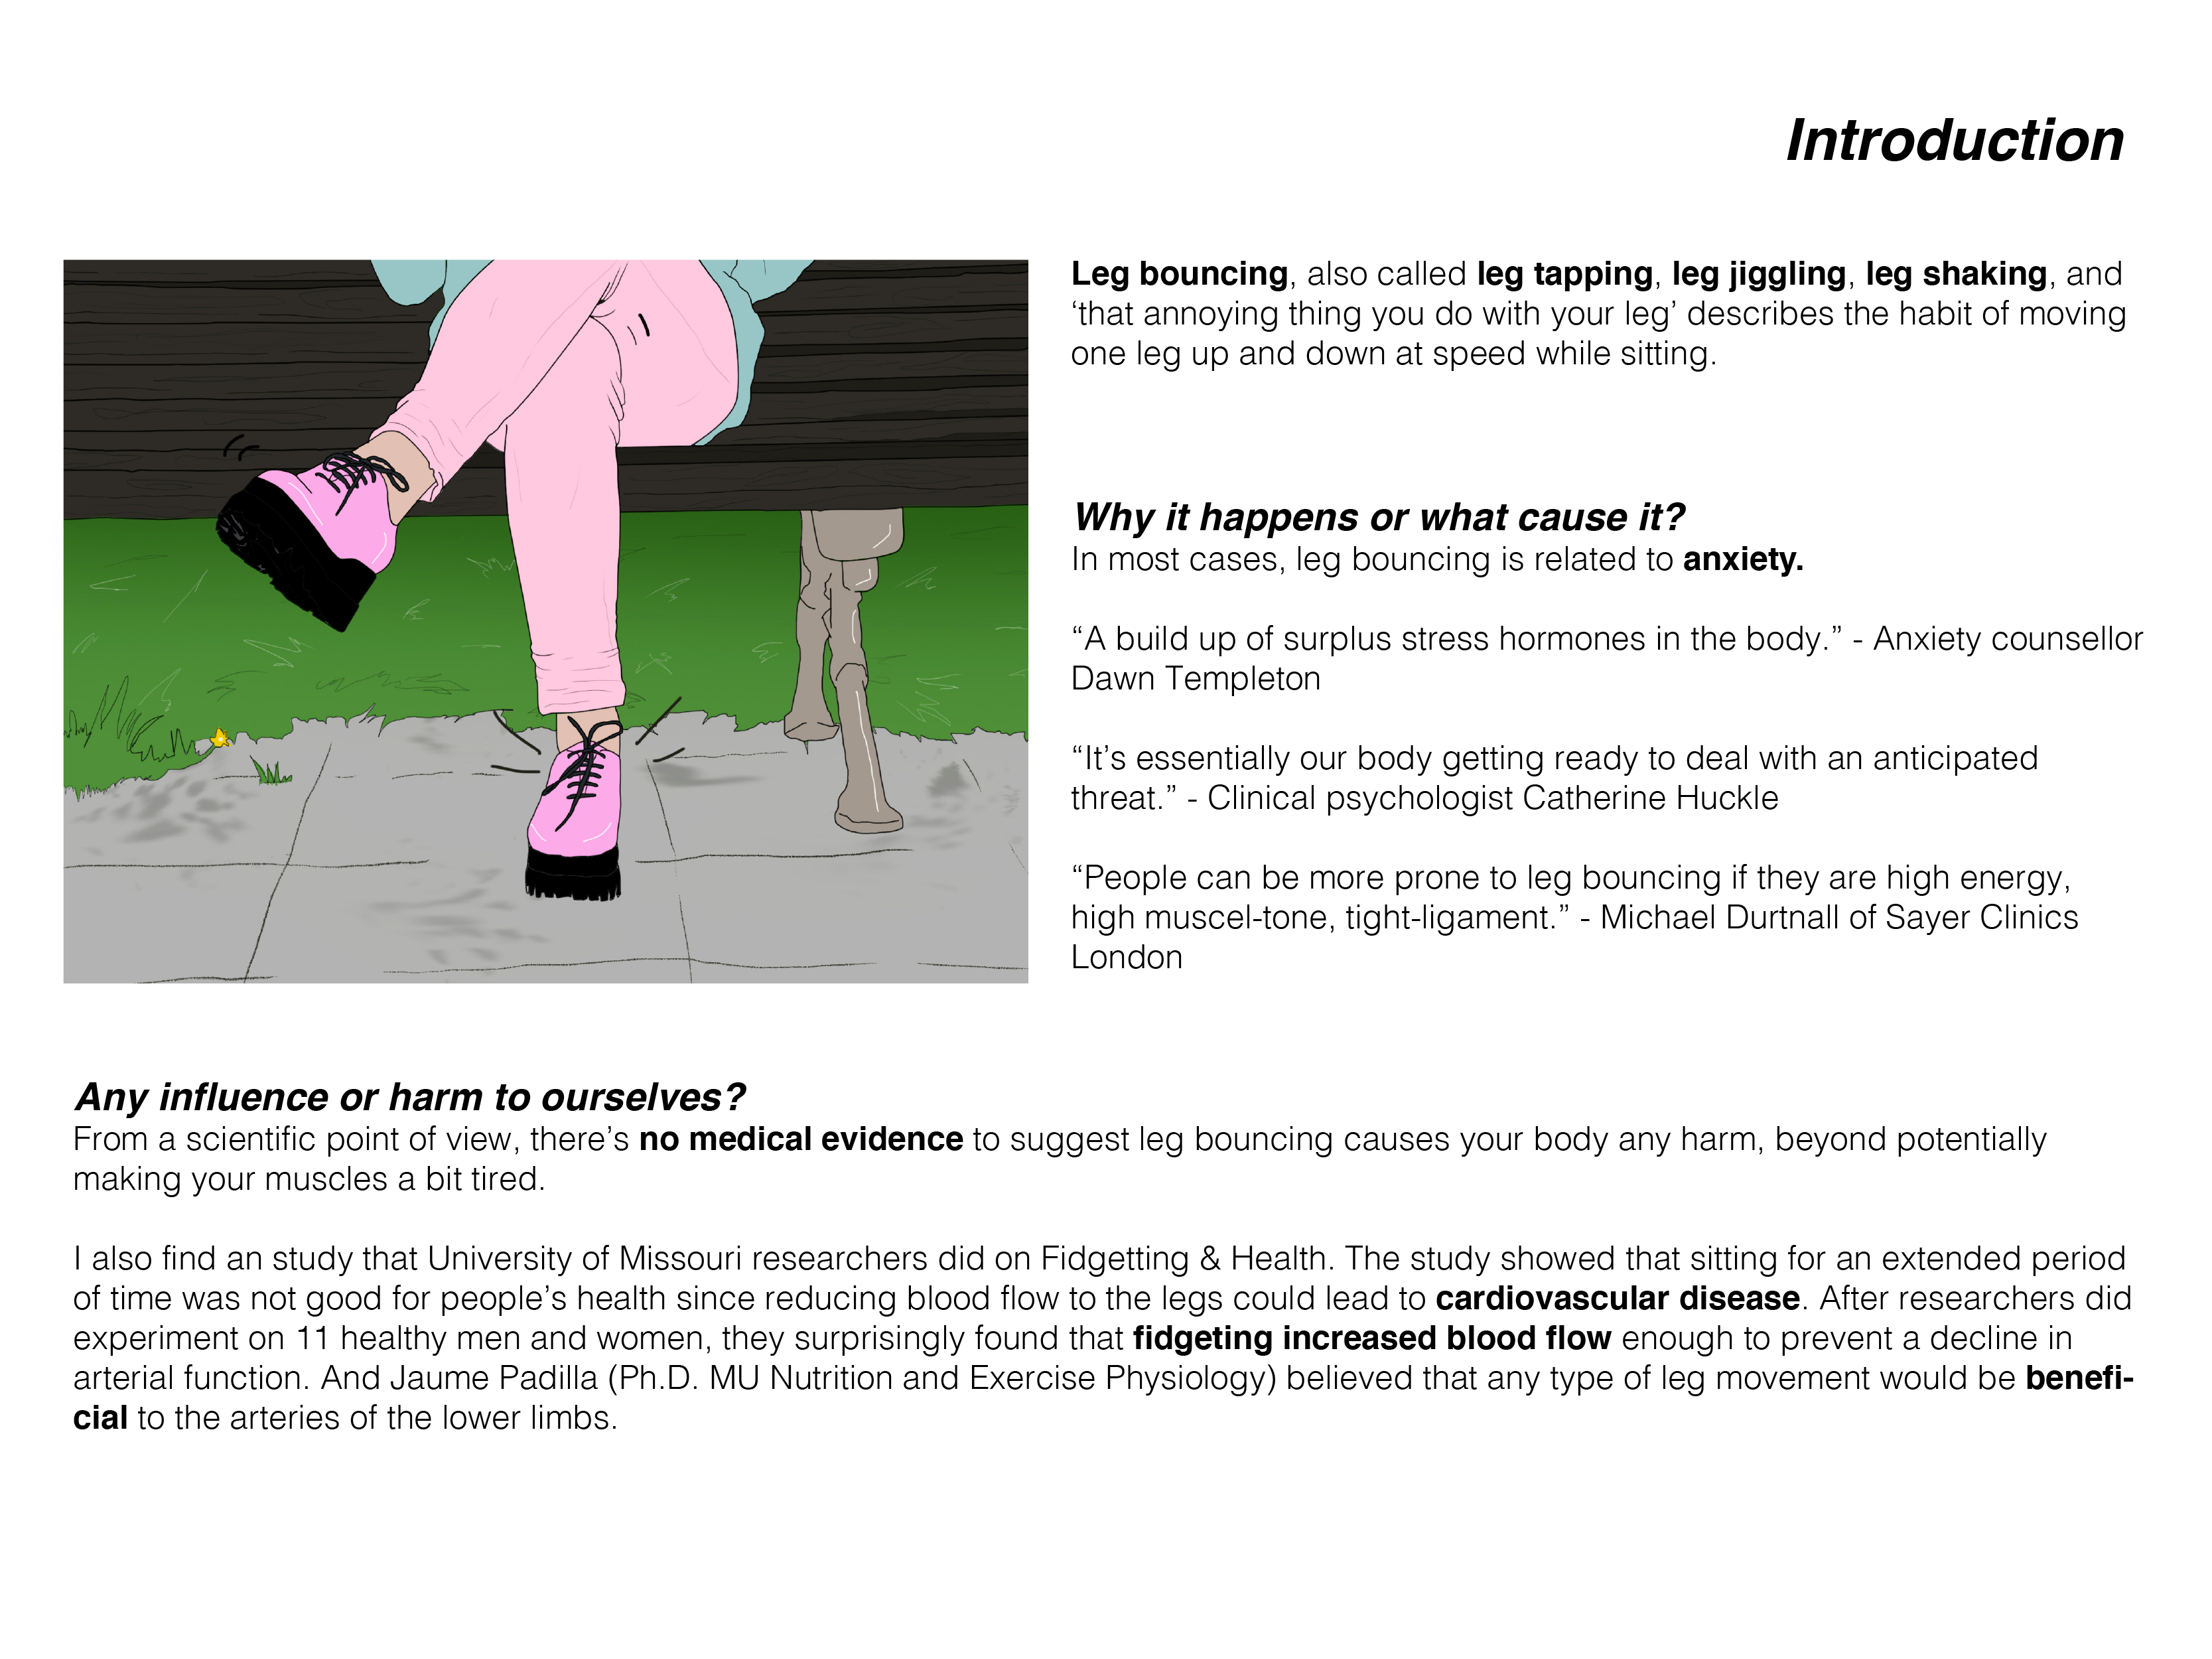 Introduction
Leg bouncing, also called leg tapping, leg jiggling, leg shaking, and
‘that annoying thing you do with your leg’ describes the habit of moving
one leg up and down at speed while sitting.
Why it happens or what cause it?
In most cases, leg bouncing is related to anxiety.
“A build up of surplus stress hormones in the body.” - Anxiety counsellor
Dawn Templeton
“It’s essentially our body getting ready to deal with an anticipated
threat.” - Clinical psychologist Catherine Huckle
“People can be more prone to leg bouncing if they are high energy,
high muscel-tone, tight-ligament.” - Michael Durtnall of Sayer Clinics
London
Any influence or harm to ourselves?
From a scientific point of view, there’s no medical evidence to suggest leg bouncing causes your body any harm, beyond potentially
making your muscles a bit tired.
I also find an study that University of Missouri researchers did on Fidgetting & Health. The study showed that sitting for an extended period
of time was not good for people’s health since reducing blood flow to the legs could lead to cardiovascular disease. After researchers did
experiment on 11 healthy men and women, they surprisingly found that fidgeting increased blood flow enough to prevent a decline in
arterial function. And Jaume Padilla (Ph.D. MU Nutrition and Exercise Physiology) believed that any type of leg movement would be benefi-
cial to the arteries of the lower limbs.